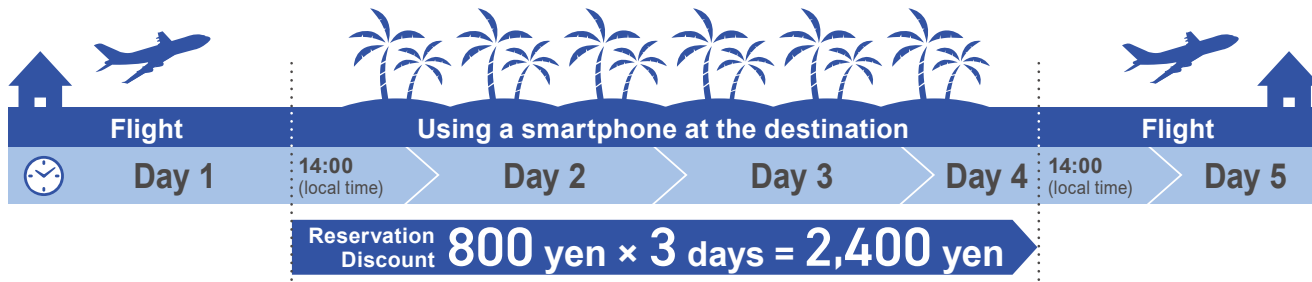 Flight
Using a smartphone at the destination
Flight
Day 1
14:00
(local time)
Day 2
Day 3
Day 4
14:00
(local time)
Day 5
Reservation
Discount
800 yen × 3 days = 2,400 yen